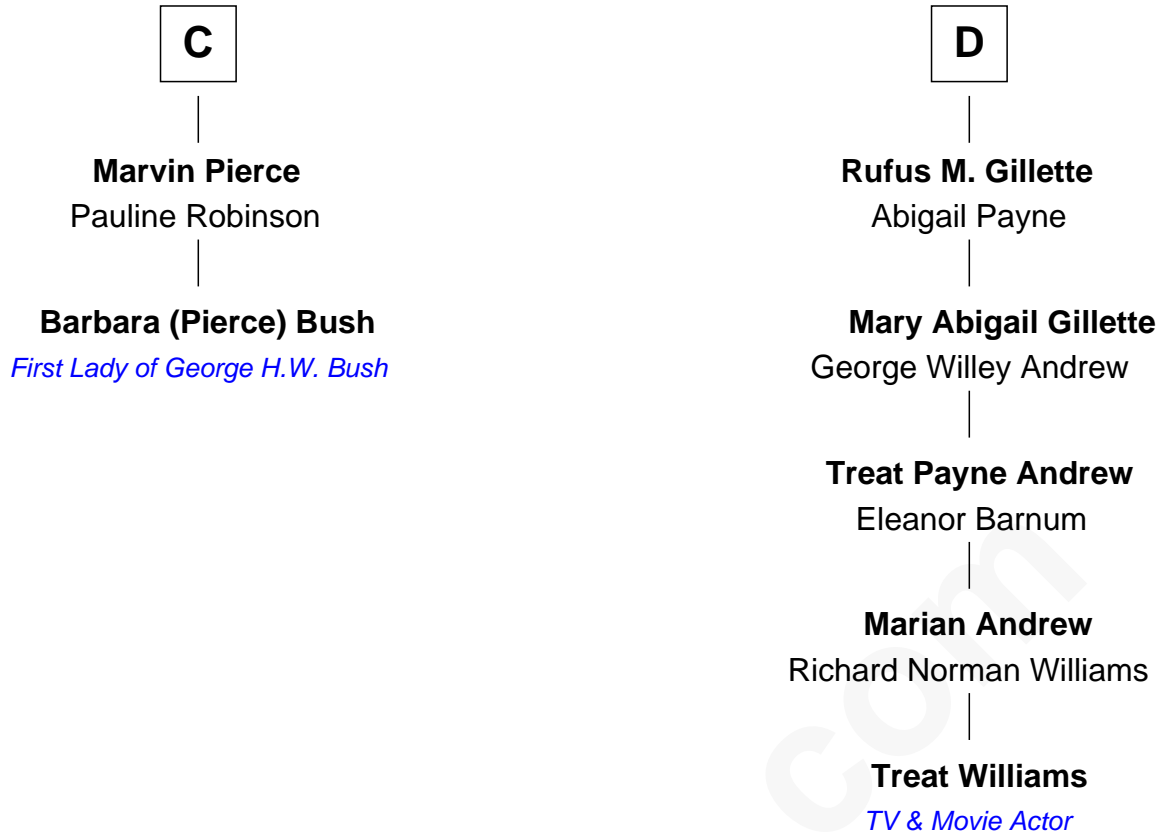 C
Marvin Pierce
Pauline Robinson
Barbara (Pierce) Bush
First Lady of George H.W. Bush
D
Rufus M. Gillette
Abigail Payne
Mary Abigail Gillette
George Willey Andrew
Treat Payne Andrew
Eleanor Barnum
Marian Andrew
Richard Norman Williams
Treat Williams
TV & Movie Actor
com